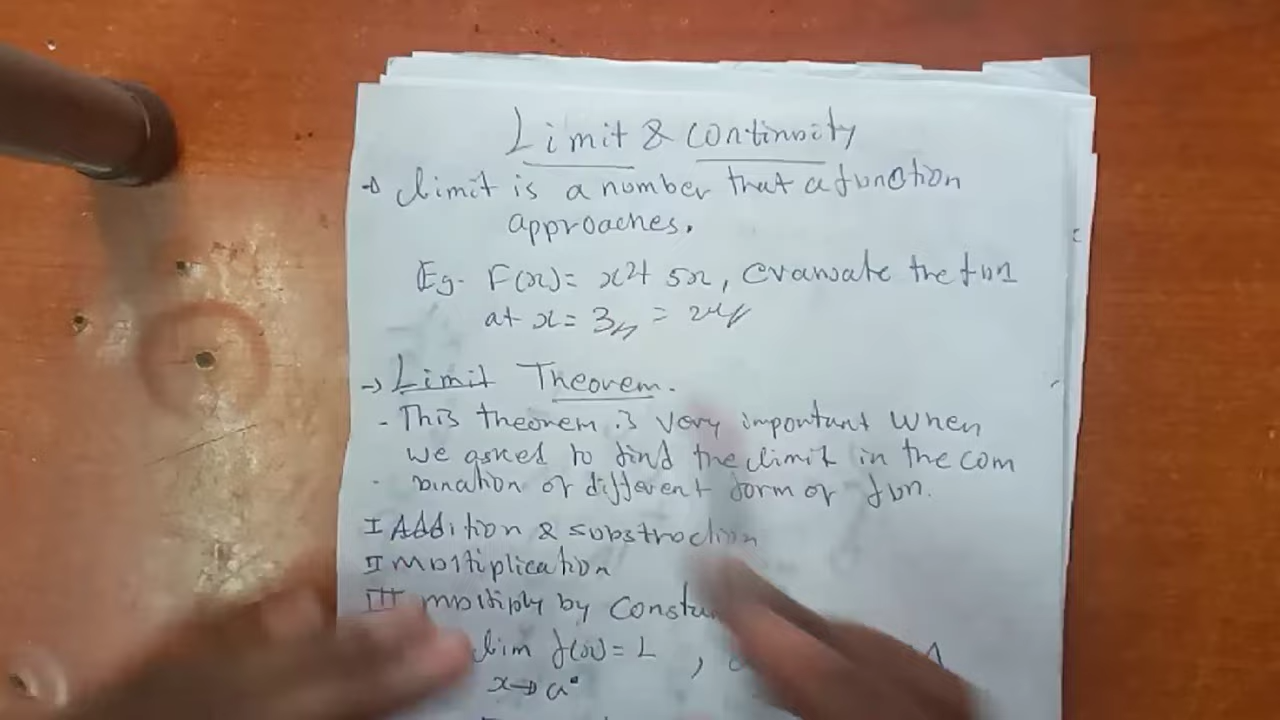 Limit & continuity
→ limit is a number that a function
approaches.
Eg- F(x) = x²+ 5x, evaluate the fun
at x = 3 = 24
→ Limit Theorem.
- This theorem is very important when
we asked to find the limit in the com
bination of different form of fun.
I Addition & substraction
II multiplication
III multiply by
lim f(x) = L ,
x→a